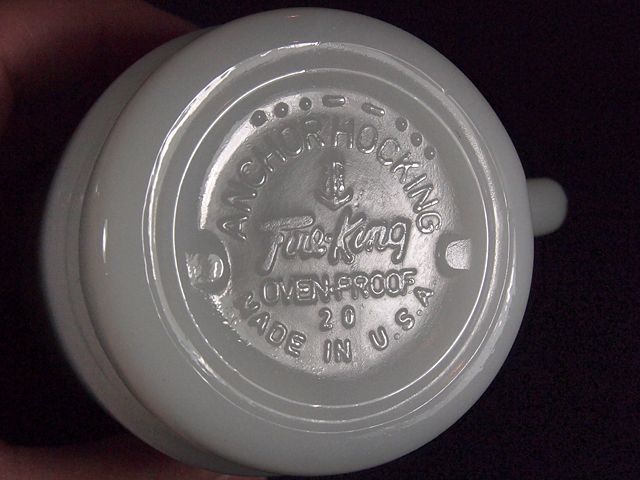 ANCHOR HOCKING
Fire-King
OVEN-PROOF
20
MADE IN U.S.A.